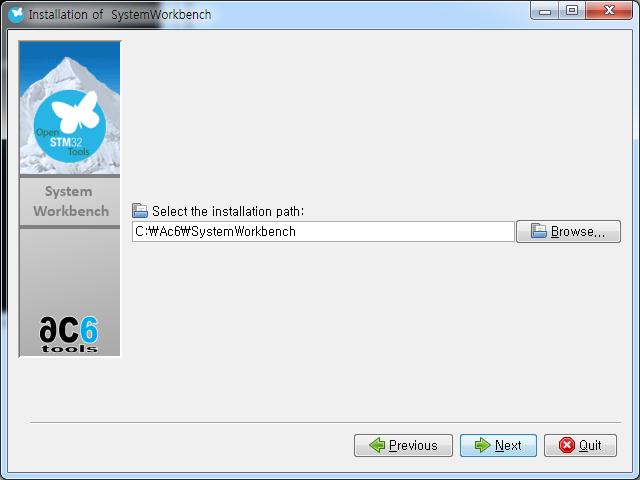 Installation of SystemWorkbench
Open
STM32
Tools
System
Workbench
Select the installation path:
C:₩Ac6₩SystemWorkbench
Browse...
ac6
tools
Previous
Next
Quit